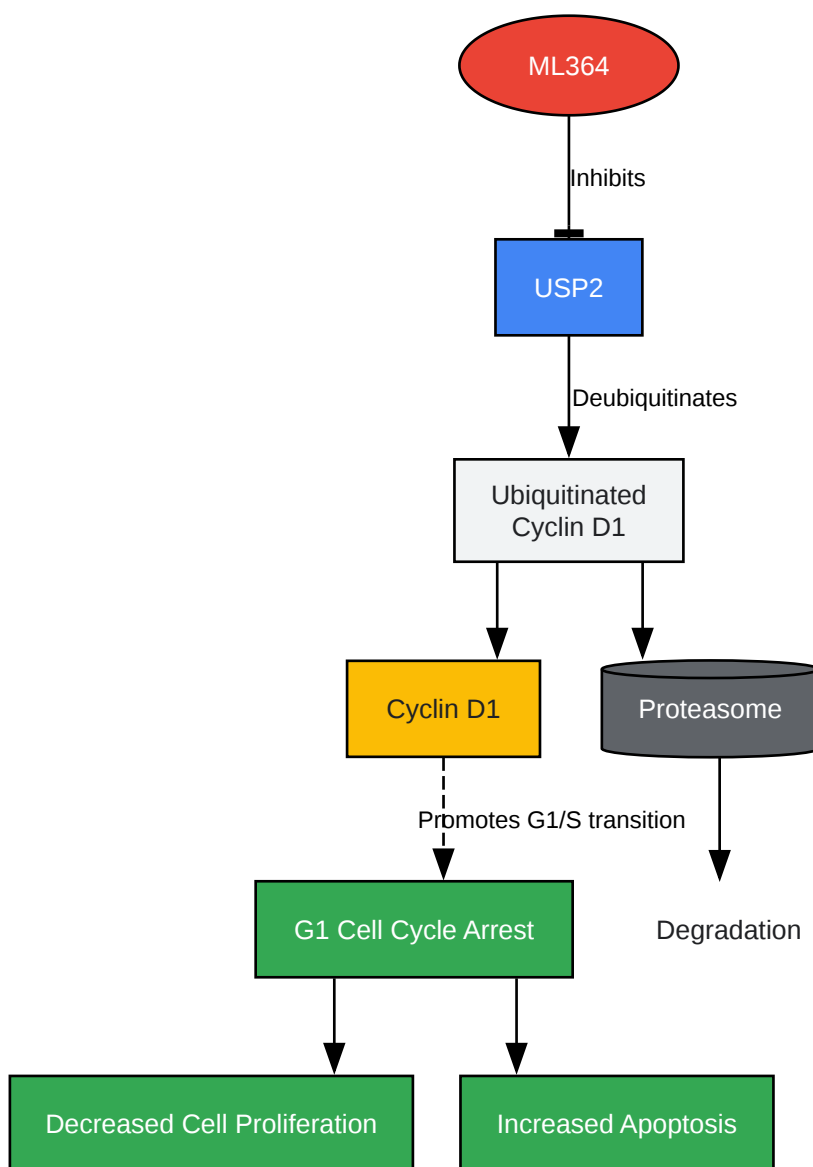 ML364
Inhibits
USP2
Deubiquitinates
Ubiquitinated
Cyclin D1
Cyclin D1
Proteasome
Promotes G1/S transition
G1 Cell Cycle Arrest
Degradation
Decreased Cell Proliferation
Increased Apoptosis